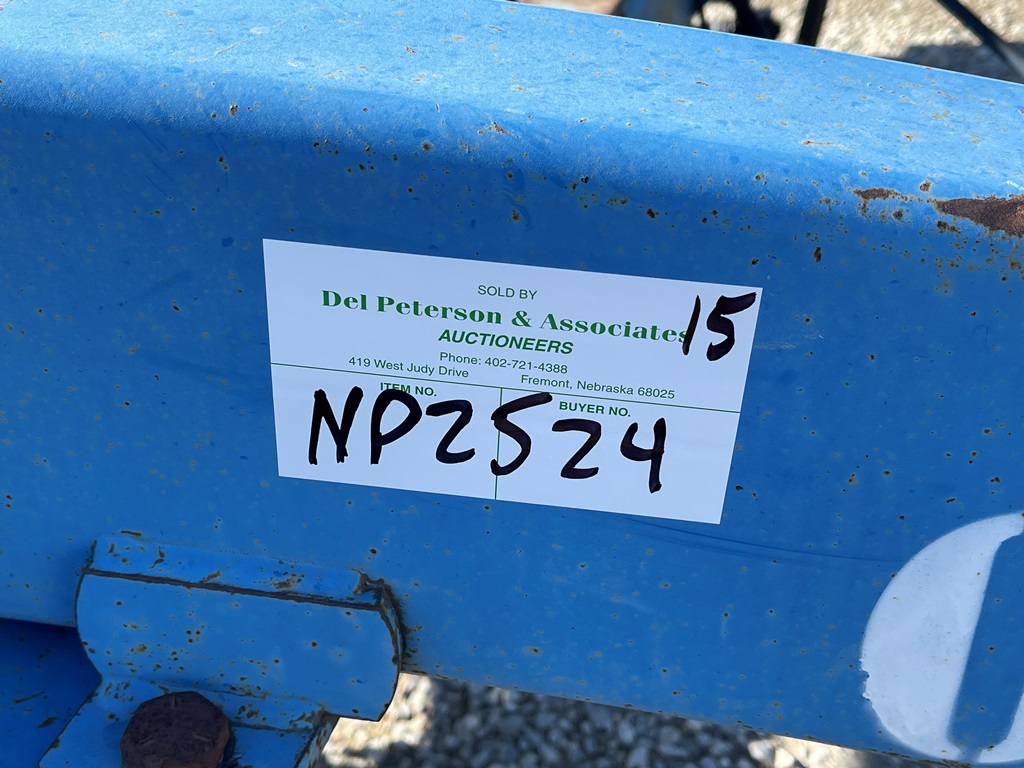 SOLD BY
Del Peterson & Associates
15
AUCTIONEERS
Phone: 402-721-4388
419 West Judy Drive Fremont, Nebraska 68025
ITEM NO. BUYER NO.
NP2524